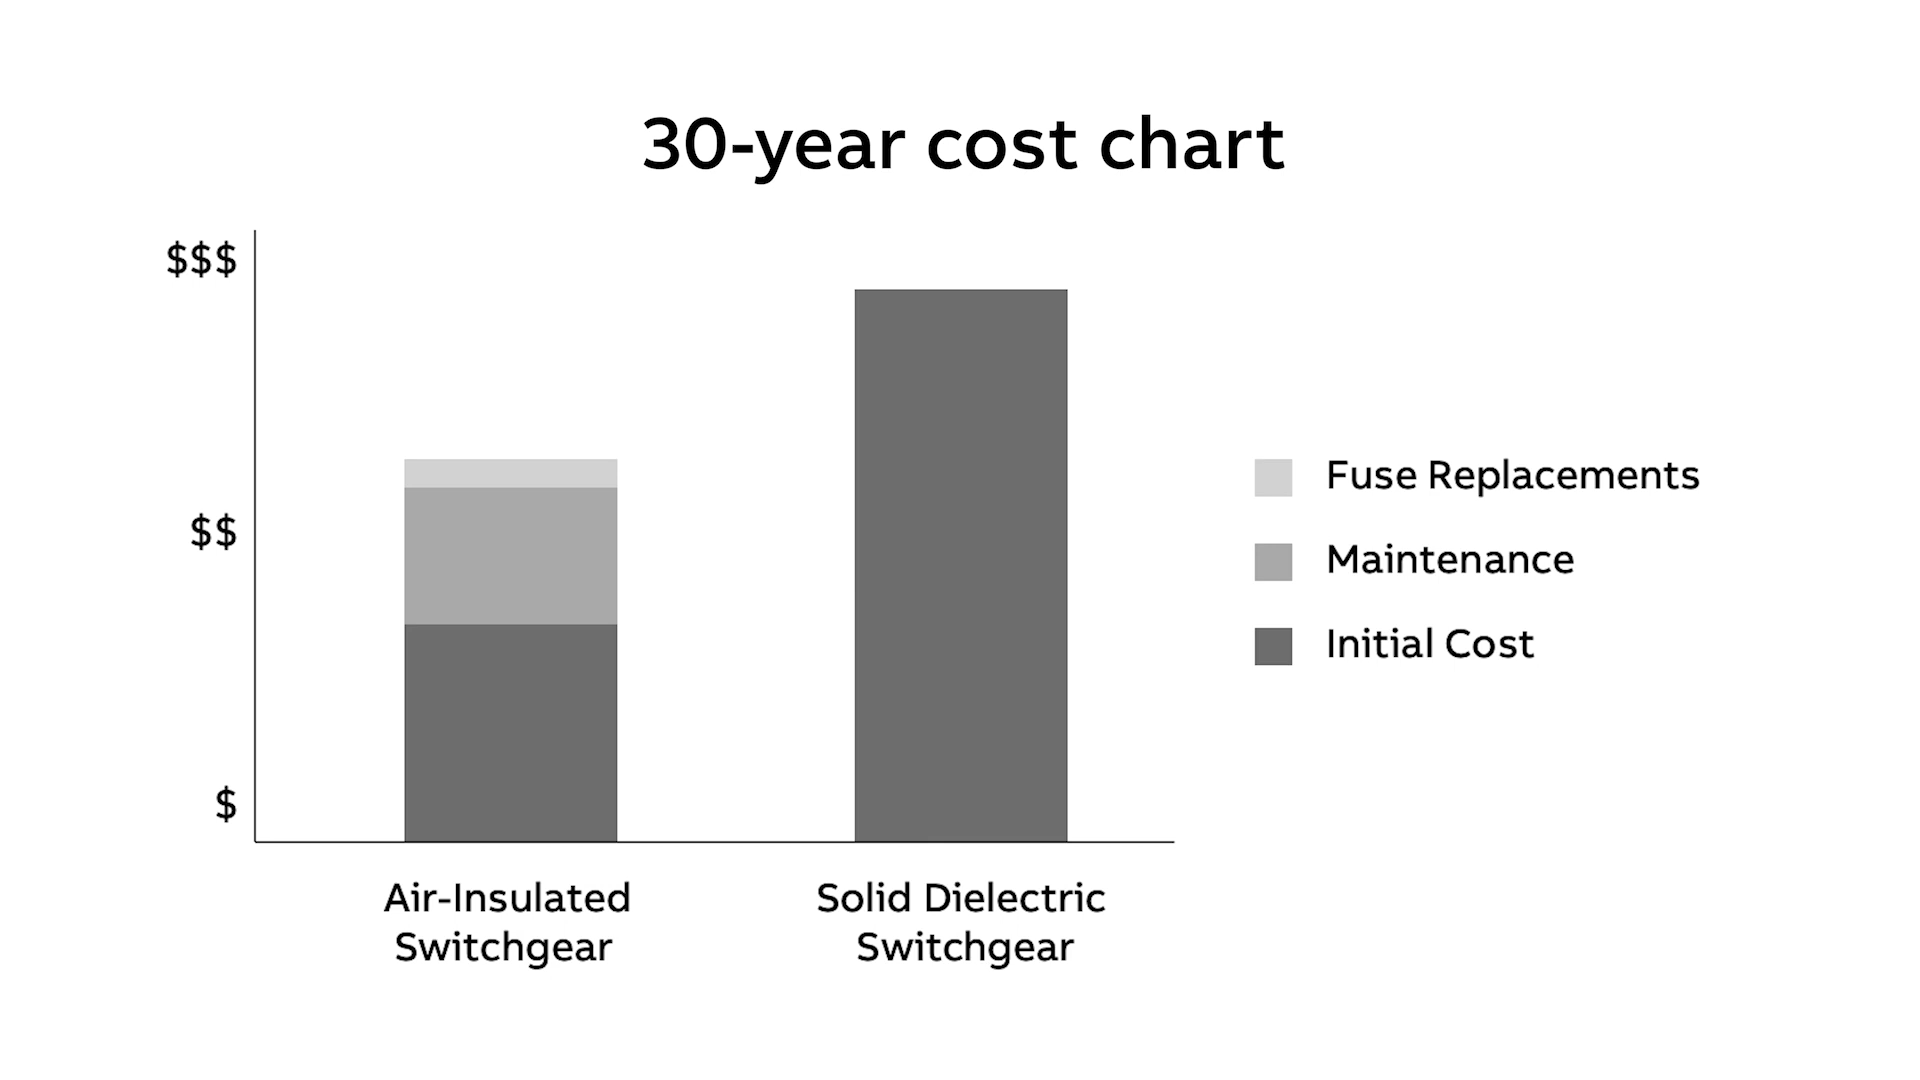 30-year cost chart
$$$
$$
$
Fuse Replacements
Maintenance
Initial Cost
Air-Insulated
Switchgear
Solid Dielectric
Switchgear